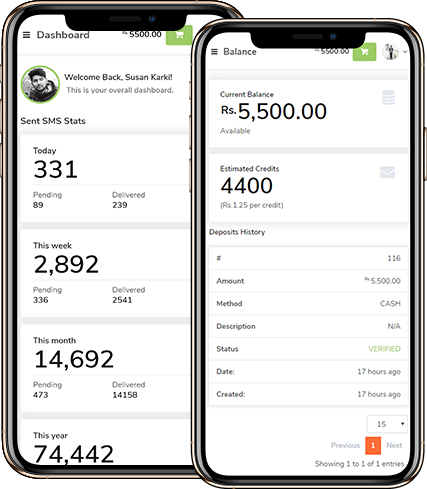 Dashboard
Rs 5500.00
Welcome Back, Susan Karki!
This is your overall dashboard.
Sent SMS Stats
Today
331
Pending Delivered
89 239
This week
2,892
Pending Delivered
336 2541
This month
14,692
Pending Delivered
473 14158
This year
74,442
Balance
Rs 5500.00
Current Balance
Rs.5,500.00
Available
Estimated Credits
4400
(Rs.1.25 per credit)
Deposits History
# 116
Amount Rs 5,500.00
Method CASH
Description N/A
Status VERIFIED
Date: 17 hours ago
Created: 17 hours ago
15
Previous 1 Next
Showing 1 to 1 of 1 entries